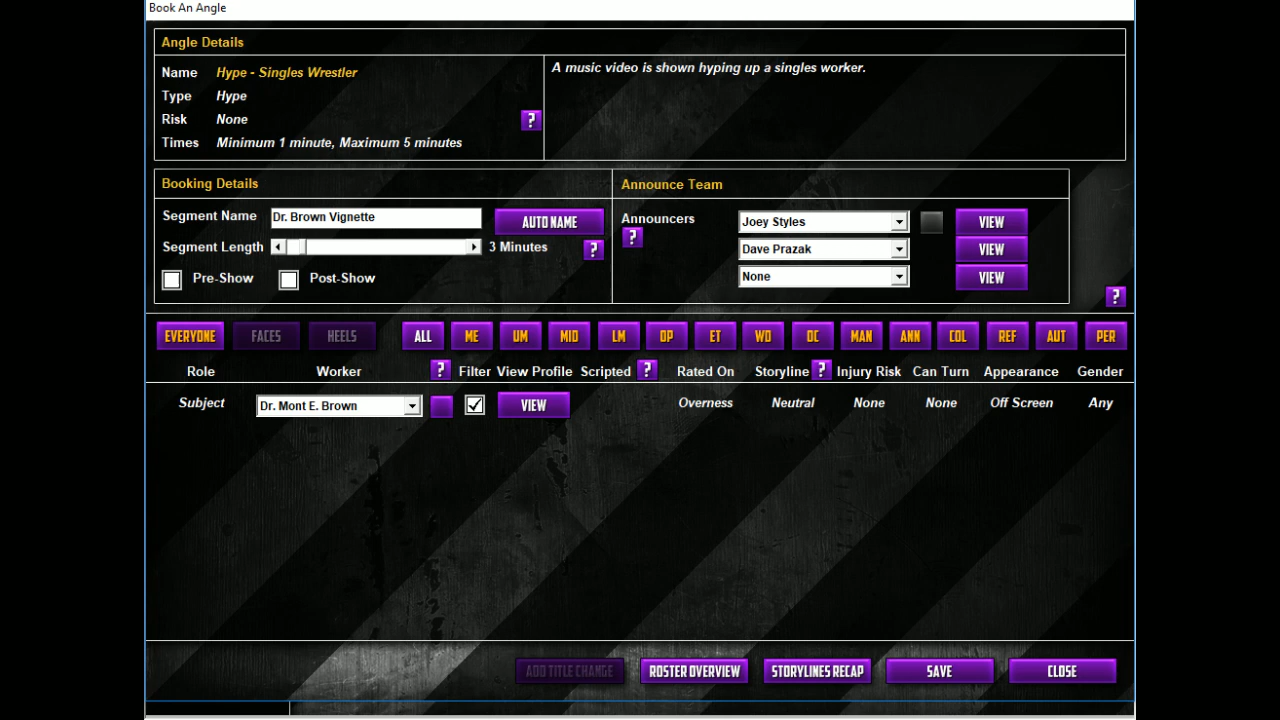 Book An Angle
Angle Details
Name Hype - Singles Wrestler
Type Hype
Risk None
?
Times Minimum 1 minute, Maximum 5 minutes
A music video is shown hyping up a singles worker.
Booking Details
Segment Name Dr. Brown Vignette AUTO NAME
Segment Length 3 Minutes ?
Pre-Show Post-Show
Announce Team
Announcers Joey Styles VIEW
? Dave Prazak VIEW
None VIEW
?
EVERYONE FACES HEELS ALL ME UM MID LM OP ET WO OC MAN ANN COL REF AUT PER
Role Worker ? Filter View Profile Scripted ? Rated On Storyline ? Injury Risk Can Turn Appearance Gender
Subject Dr. Mont E. Brown VIEW Overness Neutral None None Off Screen Any
ADD TITLE CHANGE ROSTER OVERVIEW STORYLINES RECAP SAVE CLOSE